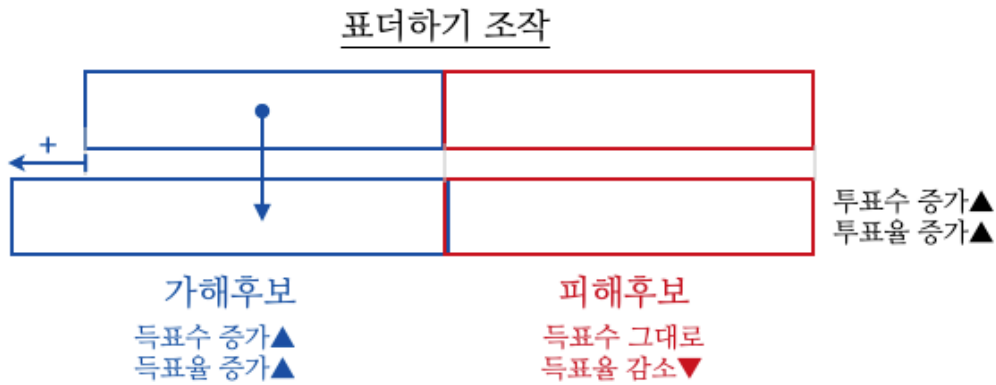 표더하기 조작
+
투표수 증가▲
투표율 증가▲
가해후보
득표수 증가▲
득표율 증가▲
피해후보
득표수 그대로
득표율 감소▼